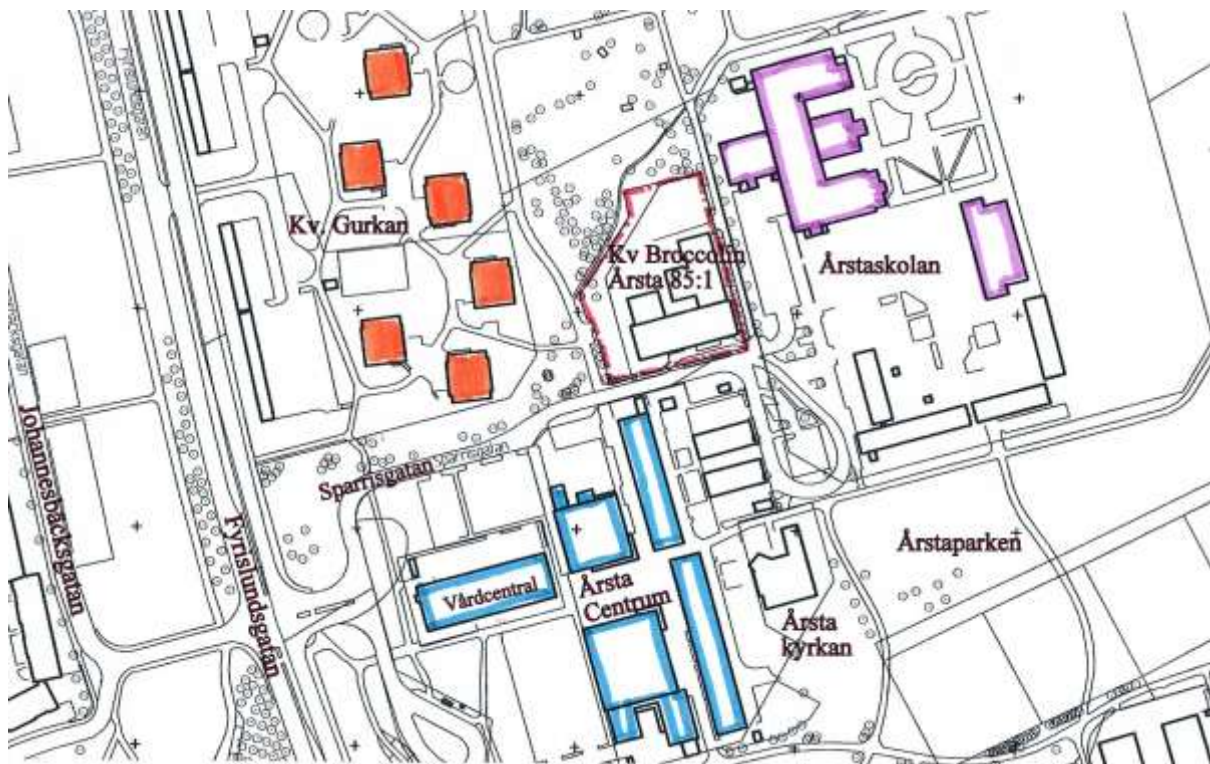 Kv. Gurkan
Kv Broccolin
Årsta 85:1
Årstaskolan
Johannesbäcksgatan
Fyrislundsgatan
Sparrisgatan
Vårdcentral
Årsta
Centrum
Årsta
kyrkan
Årstaparken